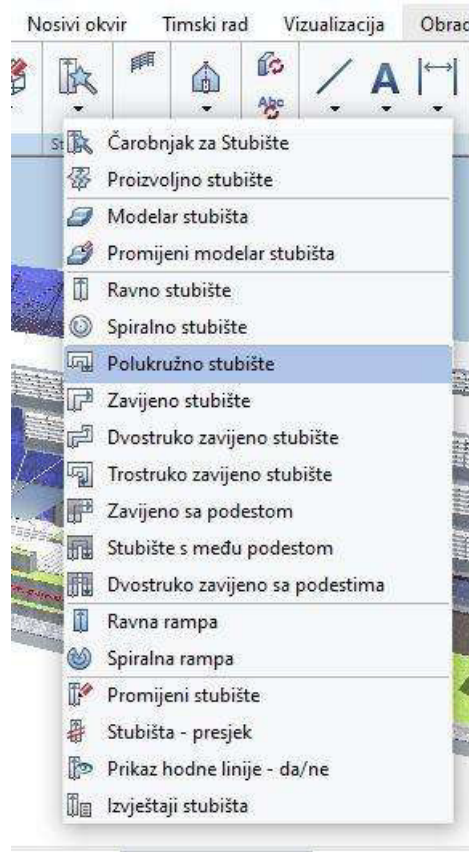 Nosivi okvir Timski rad Vizualizacija Obrad
A
Abc
St
Čarobnjak za Stubište
Proizvoljno stubište
Modelar stubišta
Promijeni modelar stubišta
Ravno stubište
Spiralno stubište
Polukružno stubište
Zavijeno stubište
Dvostruko zavijeno stubište
Trostruko zavijeno stubište
Zavijeno sa podestom
Stubište s među podestom
Dvostruko zavijeno sa podestima
Ravna rampa
Spiralna rampa
Promijeni stubište
Stubišta - presjek
Prikaz hodne linije - da/ne
Izvještaji stubišta